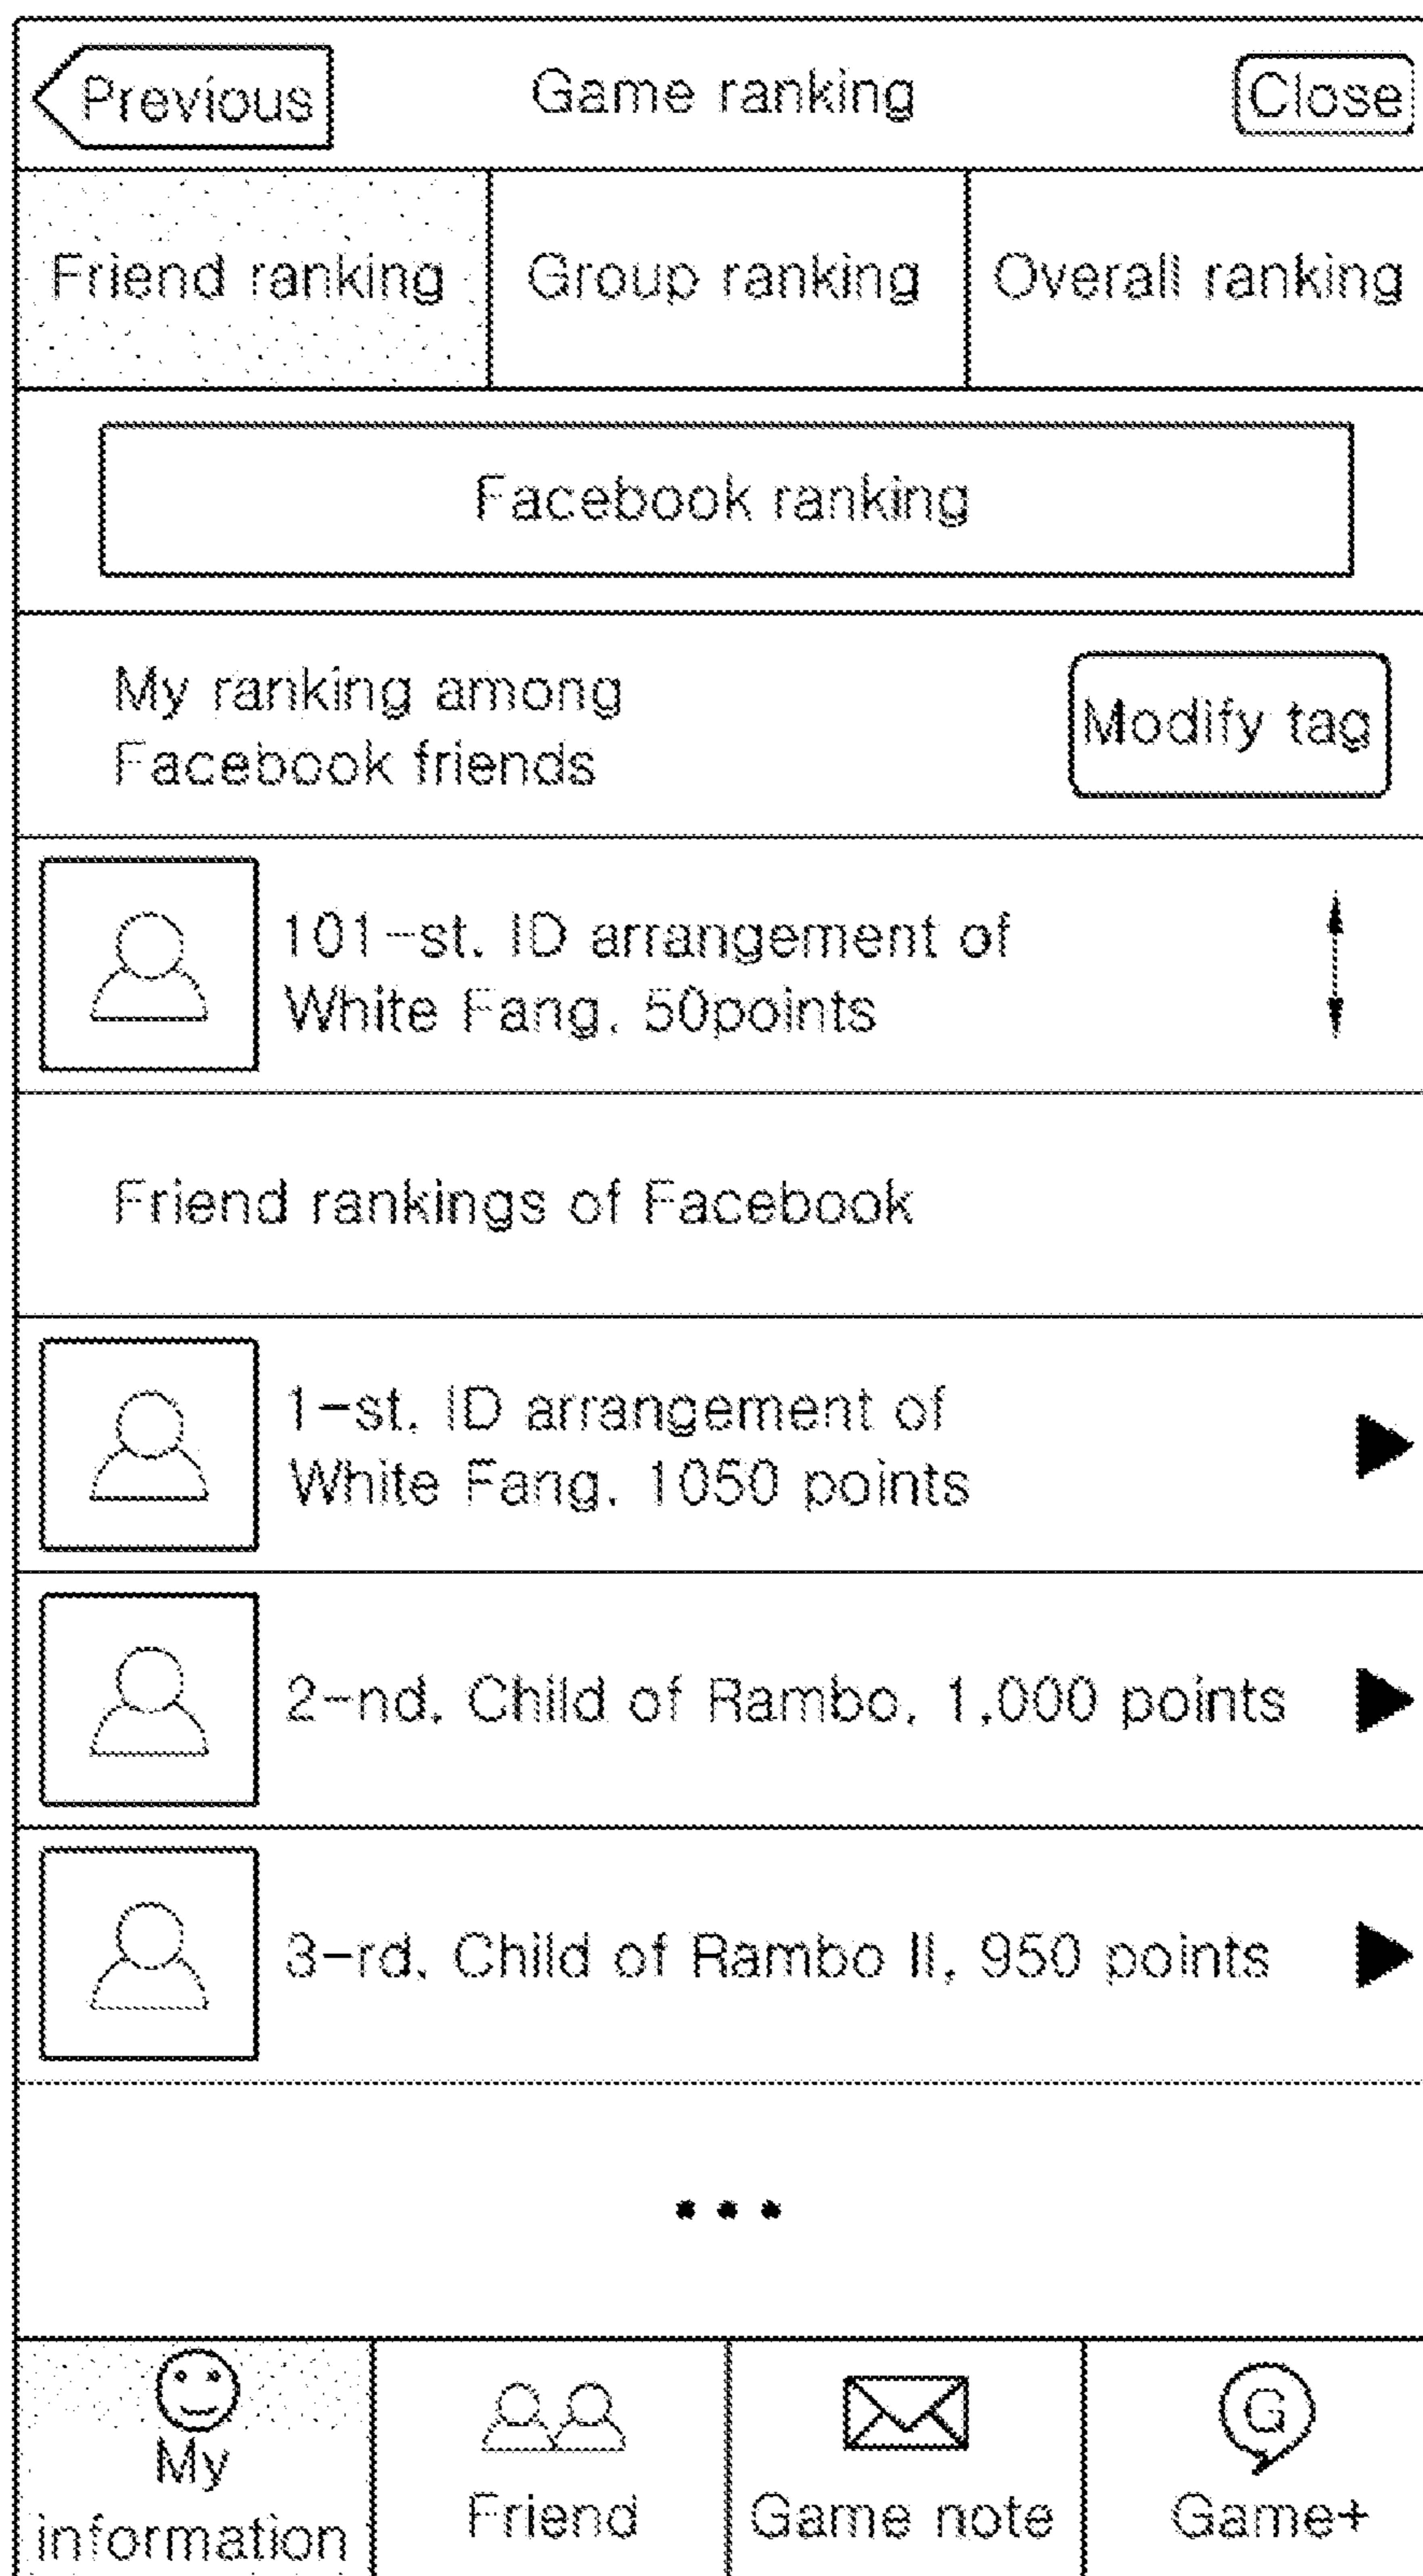 Previous
Game ranking
Close
Friend ranking
Group ranking
Overall ranking
Facebook ranking
My ranking among
Facebook friends
Modify tag
101-st. ID arrangement of
White Fang. 50points
Friend rankings of Facebook
1-st. ID arrangement of
White Fang. 1050 points
2-nd. Child of Rambo, 1,000 points
3-rd. Child of Rambo II, 950 points
My
information
Friend
Game note
G
Game+